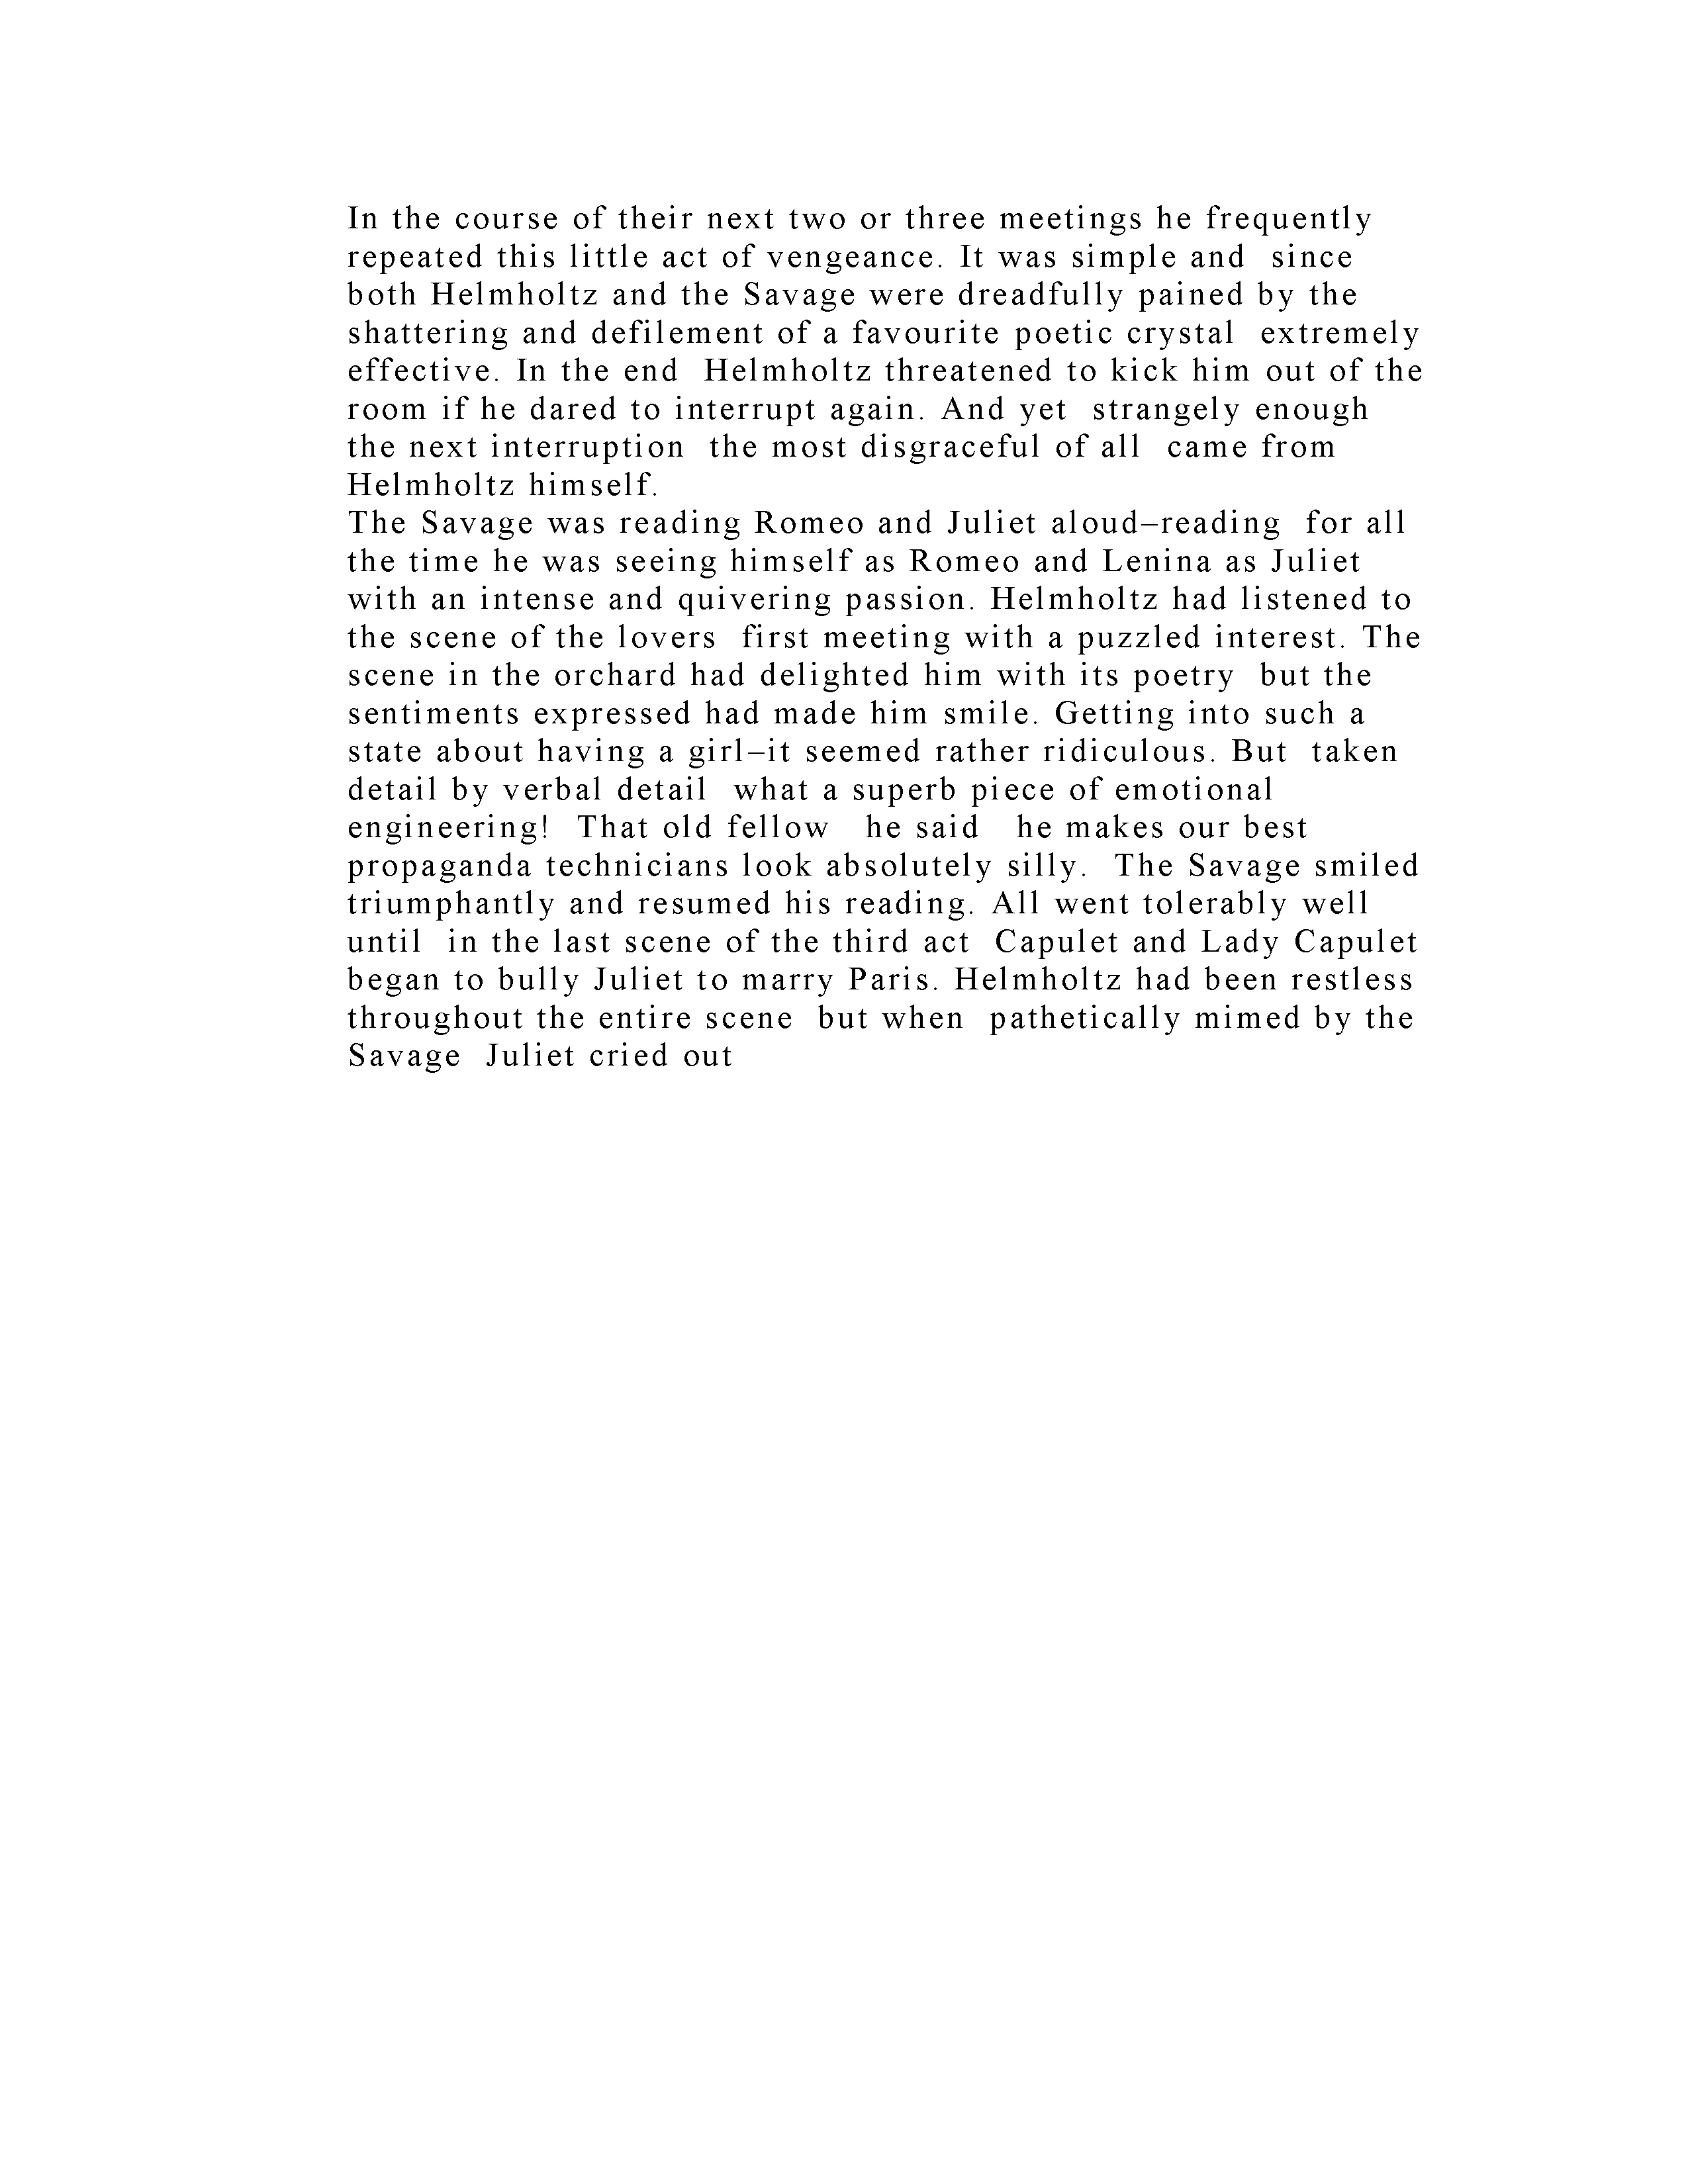 In the course of their next two or three meetings he frequently
repeated this little act of vengeance. It was simple and  since
both Helmholtz and the Savage were dreadfully pained by the
shattering and defilement of a favourite poetic crystal  extremely
effective. In the end  Helmholtz threatened to kick him out of the
room if he dared to interrupt again. And yet  strangely enough
the next interruption  the most disgraceful of all  came from
Helmholtz himself.
The Savage was reading Romeo and Juliet aloud–reading  for all
the time he was seeing himself as Romeo and Lenina as Juliet
with an intense and quivering passion. Helmholtz had listened to
the scene of the lovers  first meeting with a puzzled interest. The
scene in the orchard had delighted him with its poetry  but the
sentiments expressed had made him smile. Getting into such a
state about having a girl–it seemed rather ridiculous. But  taken
detail by verbal detail  what a superb piece of emotional
engineering!  That old fellow   he said   he makes our best
propaganda technicians look absolutely silly.  The Savage smiled
triumphantly and resumed his reading. All went tolerably well
until  in the last scene of the third act  Capulet and Lady Capulet
began to bully Juliet to marry Paris. Helmholtz had been restless
throughout the entire scene  but when  pathetically mimed by the
Savage  Juliet cried out